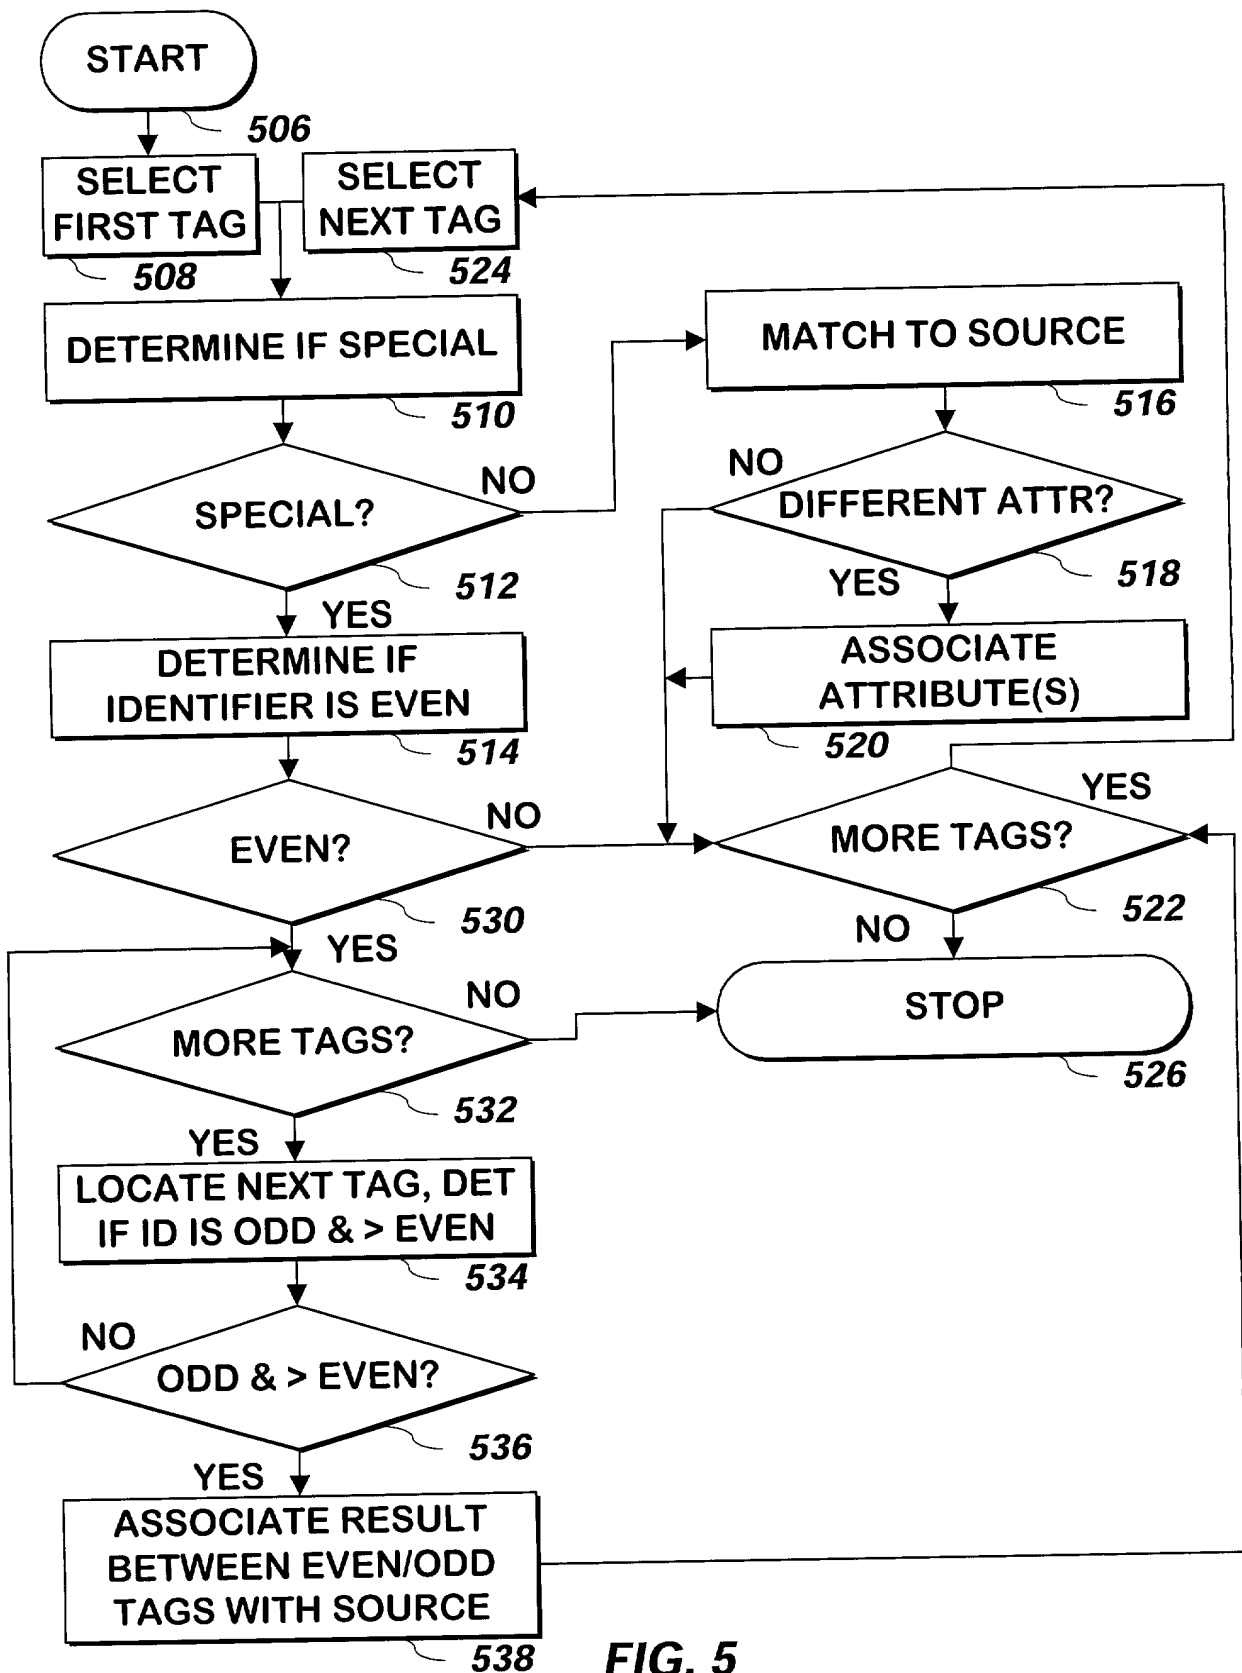 START
506
SELECT
FIRST TAG
508
SELECT
NEXT TAG
524
DETERMINE IF SPECIAL
510
SPECIAL?
NO
512
YES
MATCH TO SOURCE
516
NO
DIFFERENT ATTR?
518
YES
ASSOCIATE
ATTRIBUTE(S)
520
DETERMINE IF
IDENTIFIER IS EVEN
514
EVEN?
NO
530
YES
MORE TAGS?
YES
522
NO
STOP
526
MORE TAGS?
NO
532
YES
LOCATE NEXT TAG, DET
IF ID IS ODD & > EVEN
534
NO
ODD & > EVEN?
536
YES
ASSOCIATE RESULT
BETWEEN EVEN/ODD
TAGS WITH SOURCE
538
FIG. 5